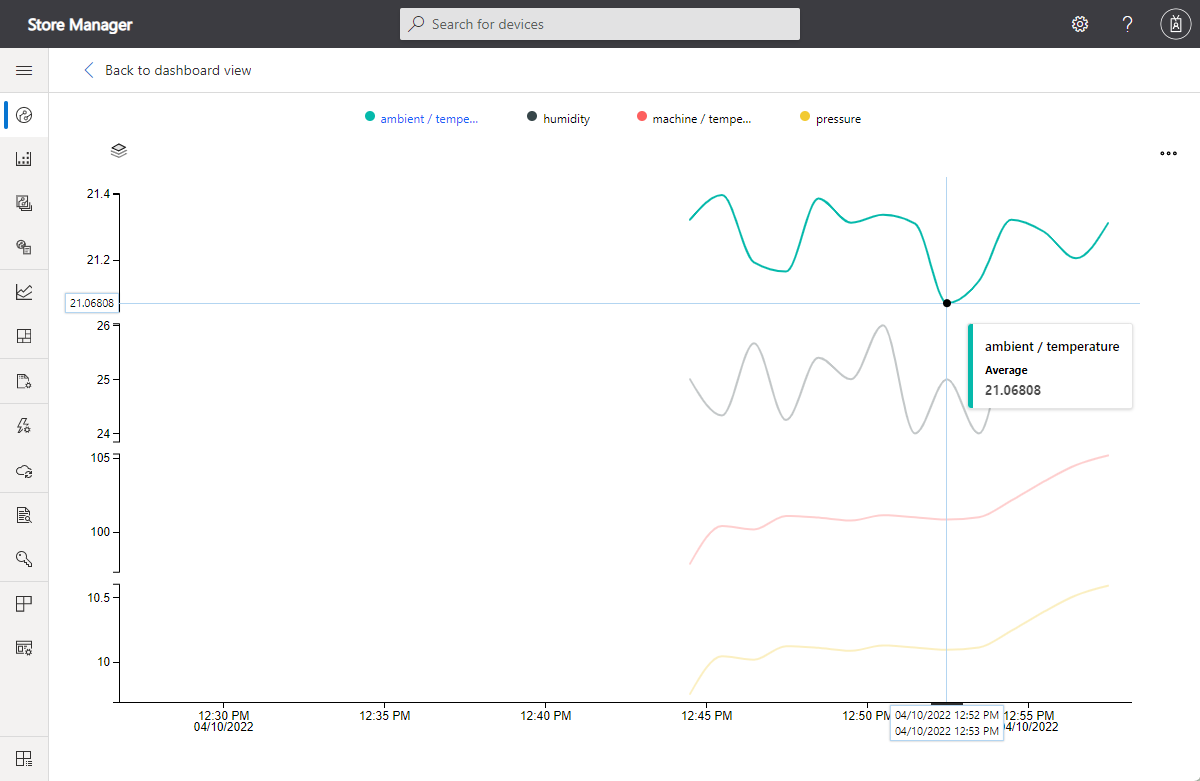 Store Manager
Search for devices
?
Back to dashboard view
ambient / tempe...
humidity
machine / tempe...
pressure
21.4
21.2
21.06808
26
25
24
ambient / temperature
Average
21.06808
105
100
10.5
10
12:30 PM
04/10/2022
12:35 PM
12:40 PM
12:45 PM
12:50 PM
04/10/2022 12:52 PM
04/10/2022 12:53 PM
12:55 PM
4/10/2022